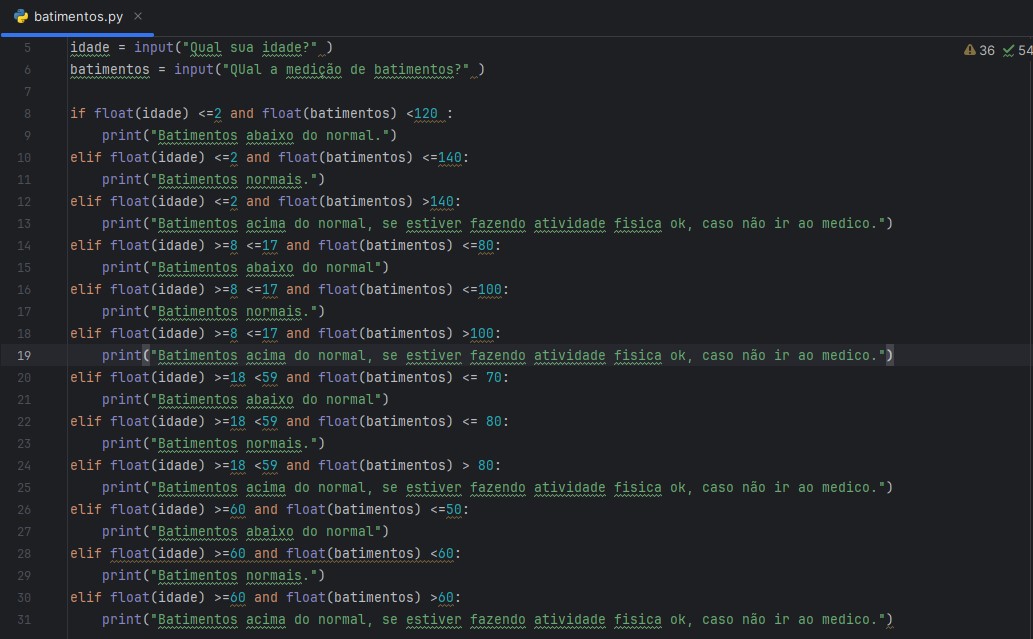 batimentos.py
36 54
5 idade = input("Qual sua idade?" )
6 batimentos = input("QUal a medição de batimentos?" )
7
8 if float(idade) <=2 and float(batimentos) <120 :
9 print("Batimentos abaixo do normal.")
10 elif float(idade) <=2 and float(batimentos) <=140:
11 print("Batimentos normais.")
12 elif float(idade) <=2 and float(batimentos) >140:
13 print("Batimentos acima do normal, se estiver fazendo atividade fisica ok, caso não ir ao medico.")
14 elif float(idade) >=8 <=17 and float(batimentos) <=80:
15 print("Batimentos abaixo do normal")
16 elif float(idade) >=8 <=17 and float(batimentos) <=100:
17 print("Batimentos normais.")
18 elif float(idade) >=8 <=17 and float(batimentos) >100:
19 print("Batimentos acima do normal, se estiver fazendo atividade fisica ok, caso não ir ao medico.")
20 elif float(idade) >=18 <59 and float(batimentos) <= 70:
21 print("Batimentos abaixo do normal")
22 elif float(idade) >=18 <59 and float(batimentos) <= 80:
23 print("Batimentos normais.")
24 elif float(idade) >=18 <59 and float(batimentos) > 80:
25 print("Batimentos acima do normal, se estiver fazendo atividade fisica ok, caso não ir ao medico.")
26 elif float(idade) >=60 and float(batimentos) <=50:
27 print("Batimentos abaixo do normal")
28 elif float(idade) >=60 and float(batimentos) <60:
29 print("Batimentos normais.")
30 elif float(idade) >=60 and float(batimentos) >60:
31 print("Batimentos acima do normal, se estiver fazendo atividade fisica ok, caso não ir ao medico.")